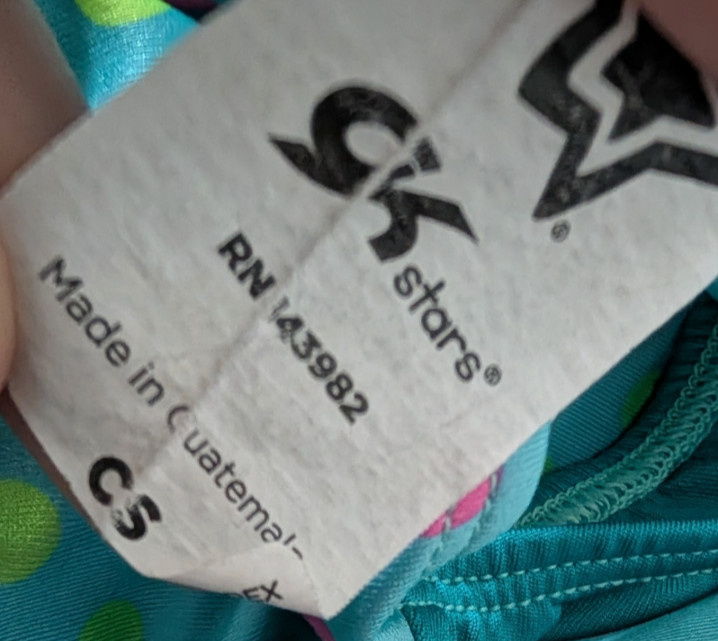 GK
stars®
RN 143982
Made in Guatemala
CS